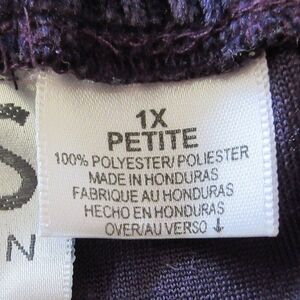 1X
PETITE
100% POLYESTER/POLIESTER
MADE IN HONDURAS
FABRIQUE AU HONDURAS
HECHO EN HONDURAS
OVER/AU VERSO ↓
S
N